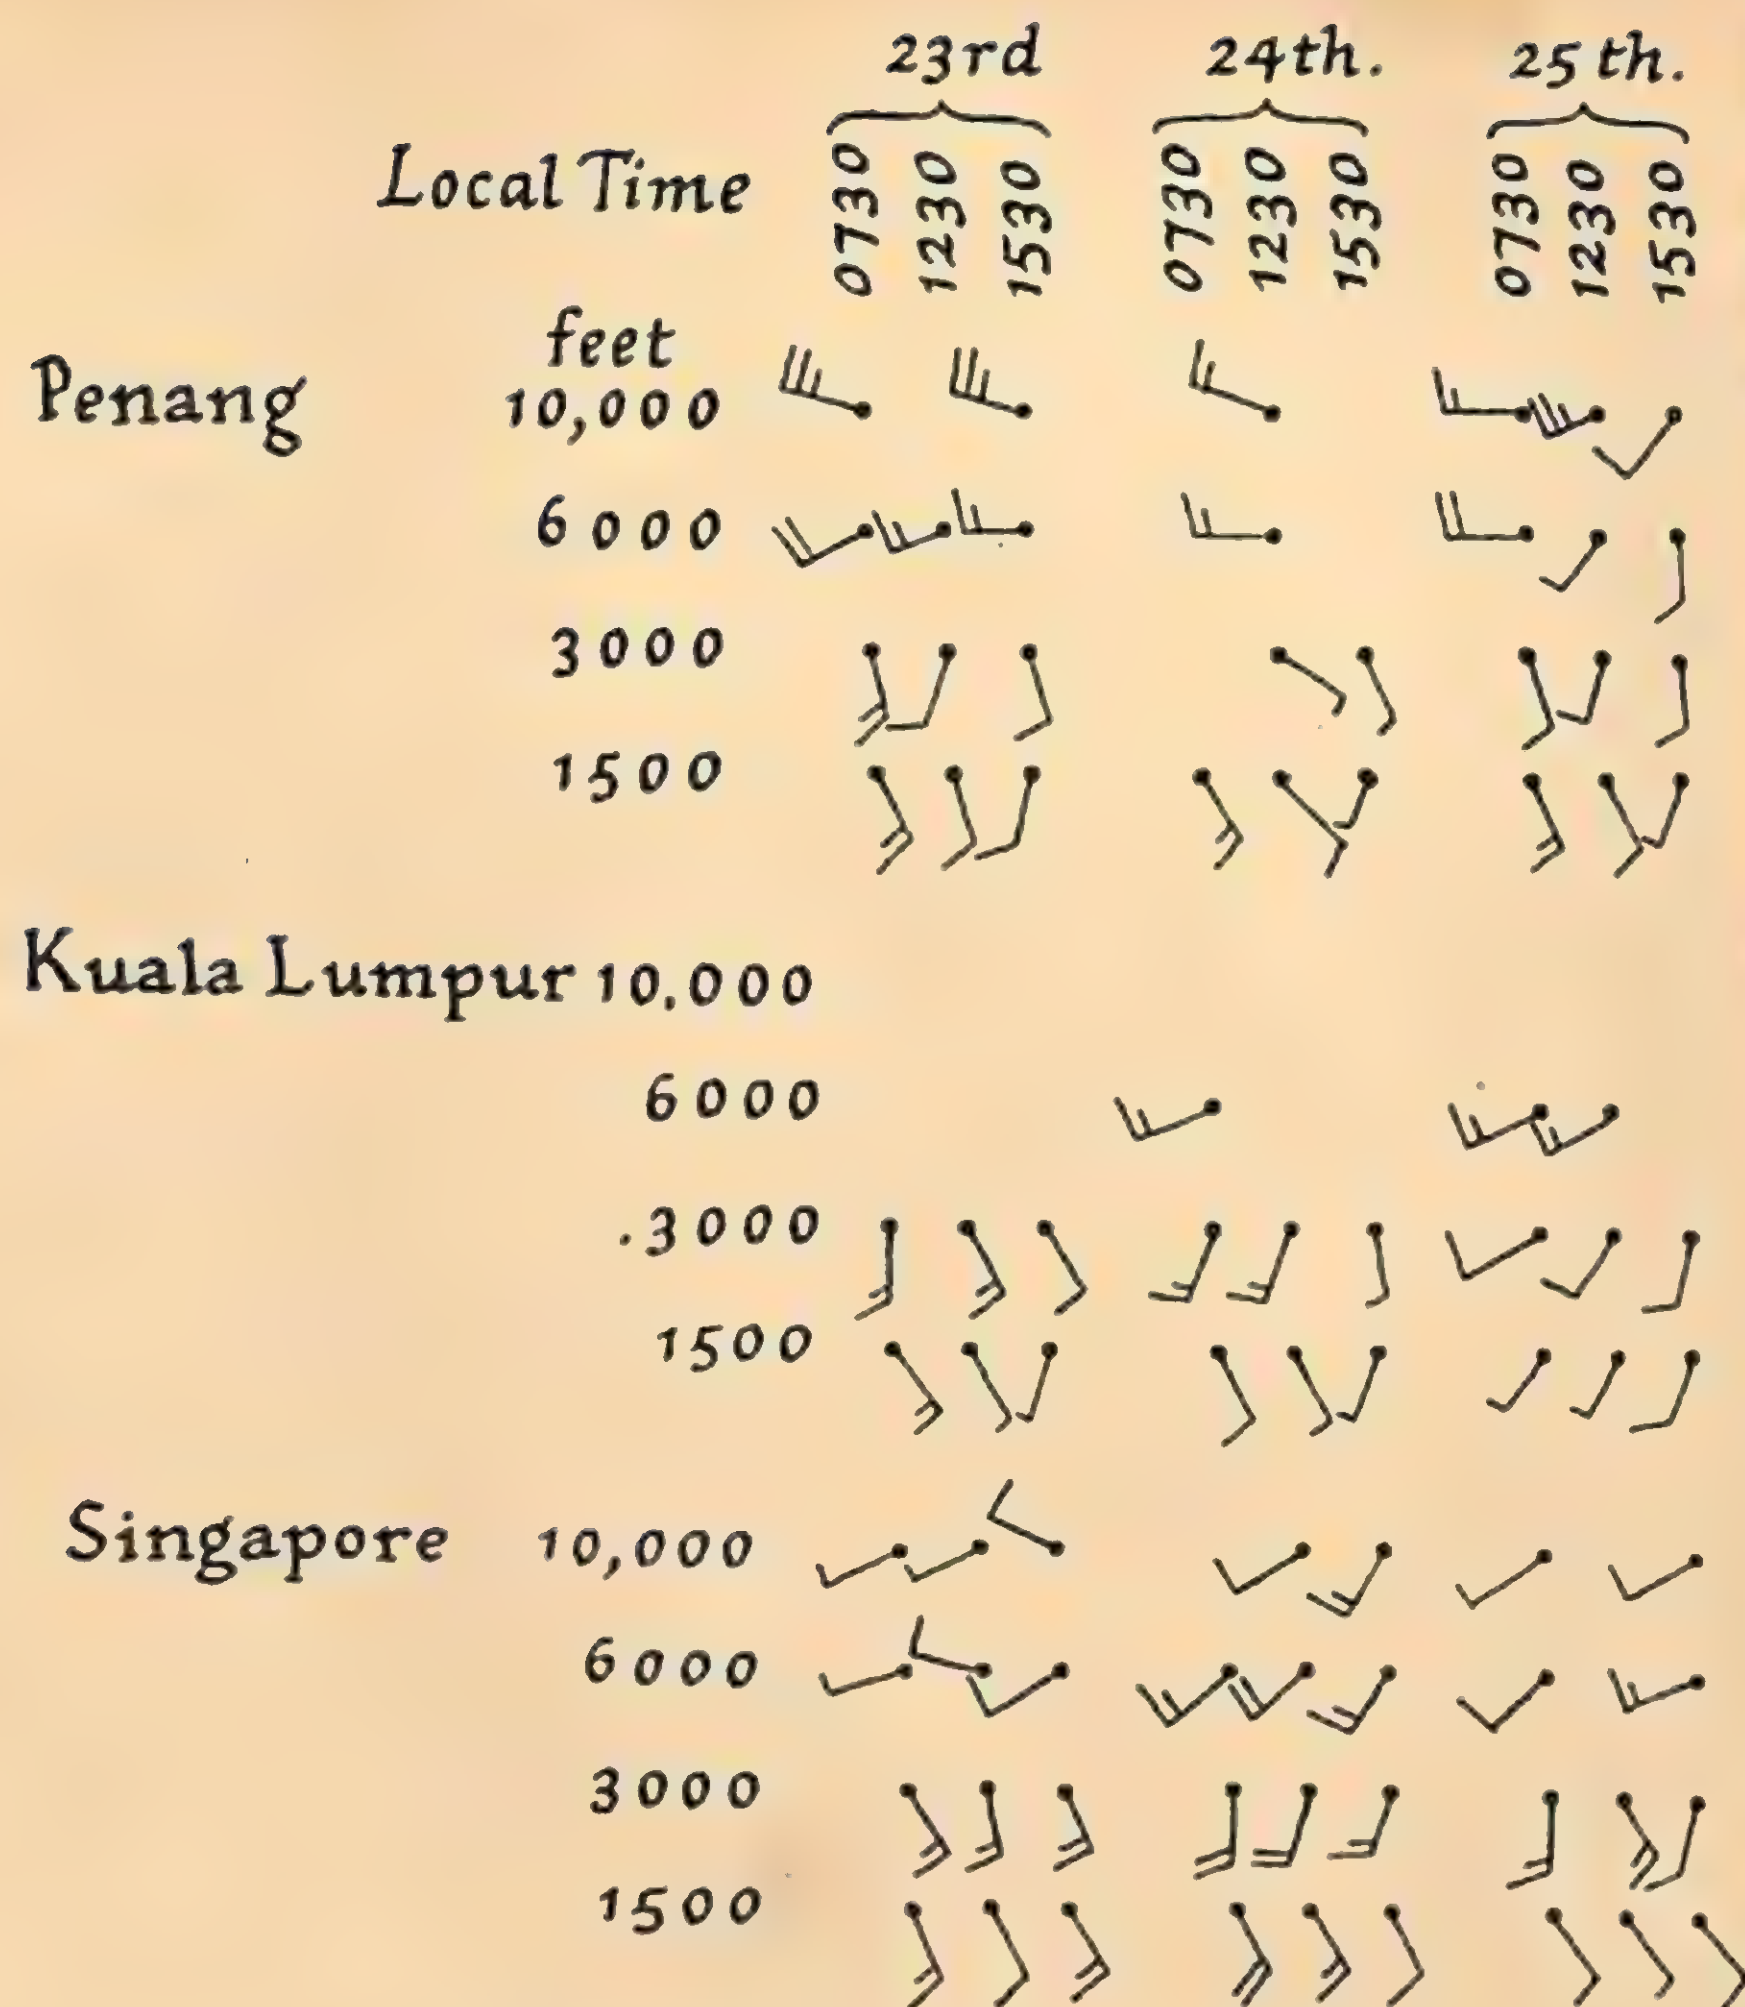 23rd 24th. 25th.
Local Time 0730 1230 1530 0730 1230 1530 0730 1230 1530
feet
Penang 10,000
6000
3000
1500
Kuala Lumpur 10.000
6000
.3000
1500
Singapore 10,000
6000
3000
1500